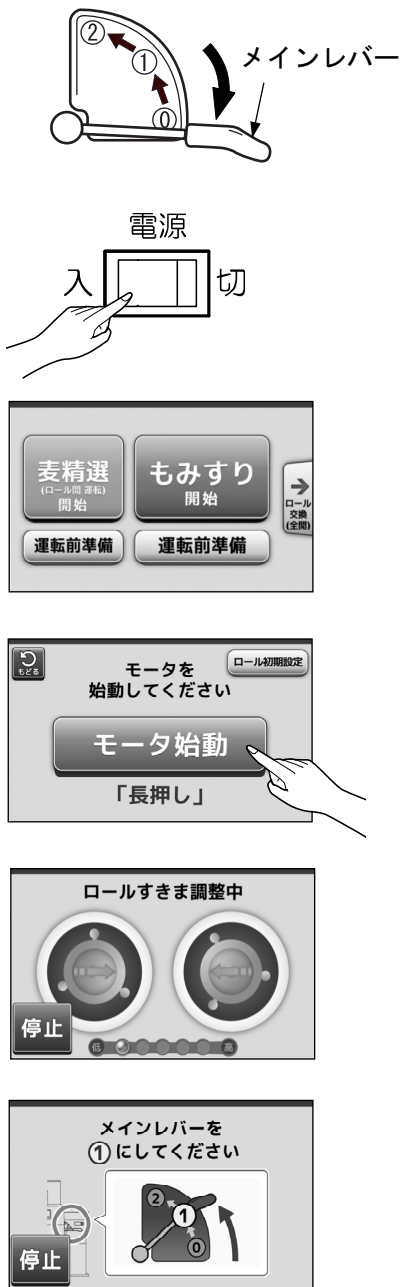 ②
①
⓪
メインレバー
電源
入
切
麦精選
(ロール間 運転)
開始
もみすり
開始
→
ロール
交換
(全開)
運転前準備
運転前準備
もどる
モータを
始動してください
ロール初期設定
モータ始動
「長押し」
ロールすきま調整中
停止
低
高
メインレバーを
①にしてください
②
①
⓪
停止